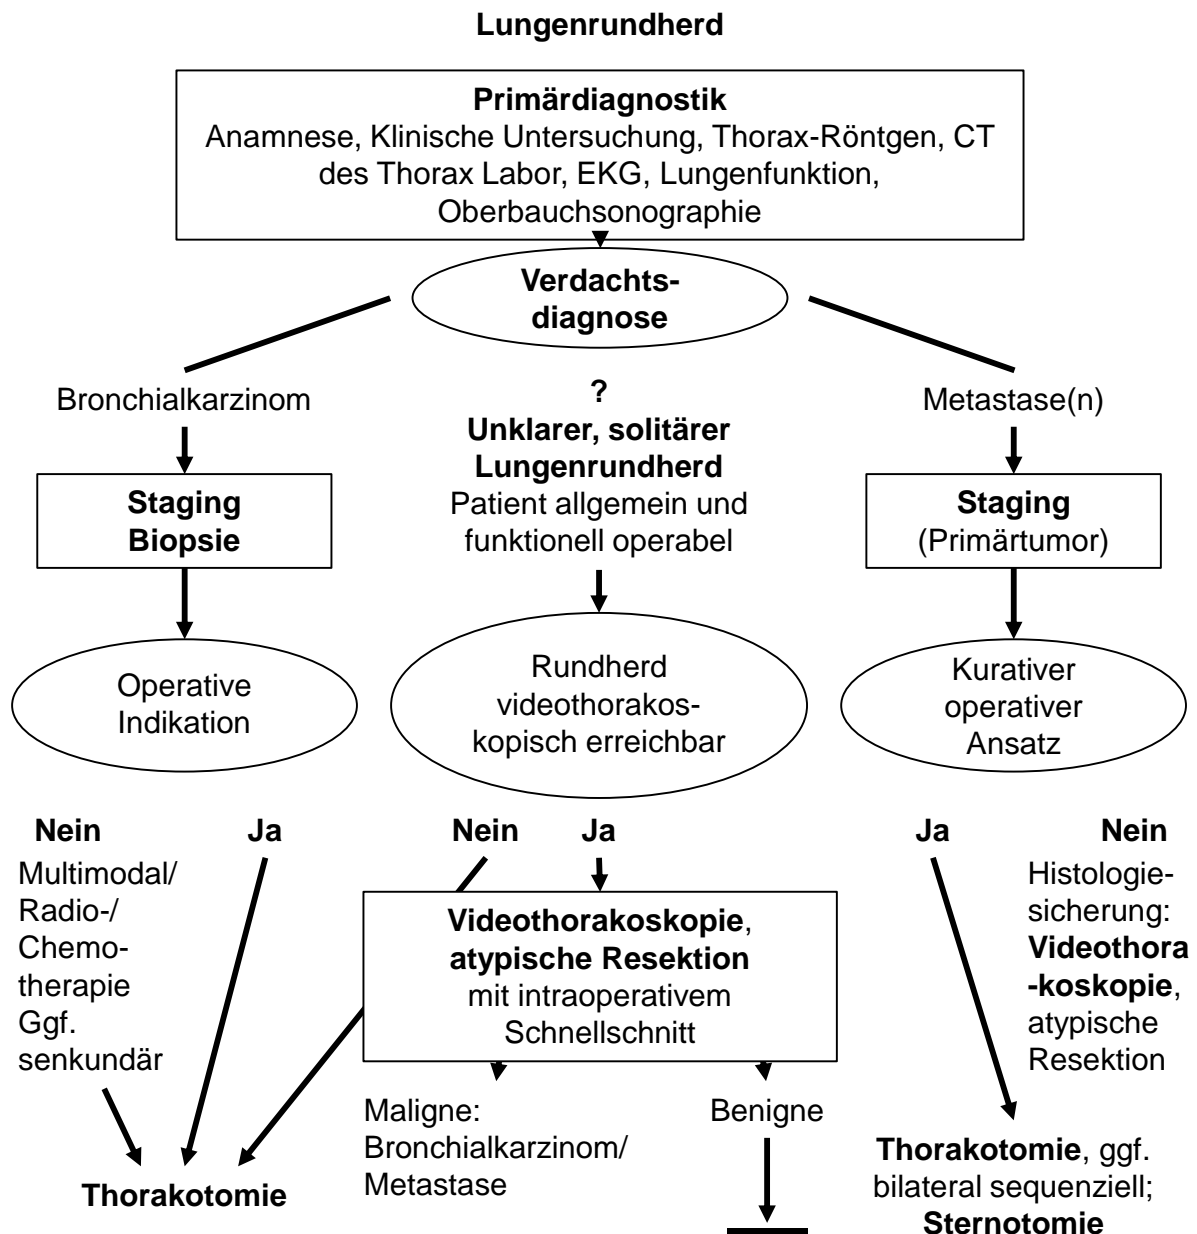 Lungenrundherd
Primärdiagnostik
Anamnese, Klinische Untersuchung, Thorax-Röntgen, CT
des Thorax Labor, EKG, Lungenfunktion,
Oberbauchsonographie
Verdachts-
diagnose
Bronchialkarzinom
?
Unklarer, solitärer
Lungenrundherd
Patient allgemein und
funktionell operabel
Metastase(n)
Staging
Biopsie
Staging
(Primärtumor)
Operative
Indikation
Rundherd
videothorakos-
kopisch erreichbar
Kurativer
operativer
Ansatz
Nein
Ja
Nein
Ja
Ja
Nein
Multimodal/
Radio-/
Chemo-
therapie
Ggf.
senkundär
Videothorakoskopie,
atypische Resektion
mit intraoperativem
Schnellschnitt
Histologie-
sicherung:
Videothora
-koskopie,
atypische
Resektion
Maligne:
Bronchialkarzinom/
Metastase
Benigne
Thorakotomie
Thorakotomie, ggf.
bilateral sequenziell;
Sternotomie